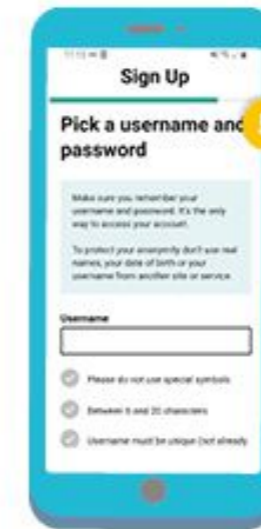 Sign Up
Pick a username and
password
Make sure you remember your
username and password. It's the only
way to access your account.
To protect your anonymity don't use real
names, your date of birth or your
username from another site or service.
Username
Please do not use special symbols
Between 6 and 20 characters
Username must be unique (not already